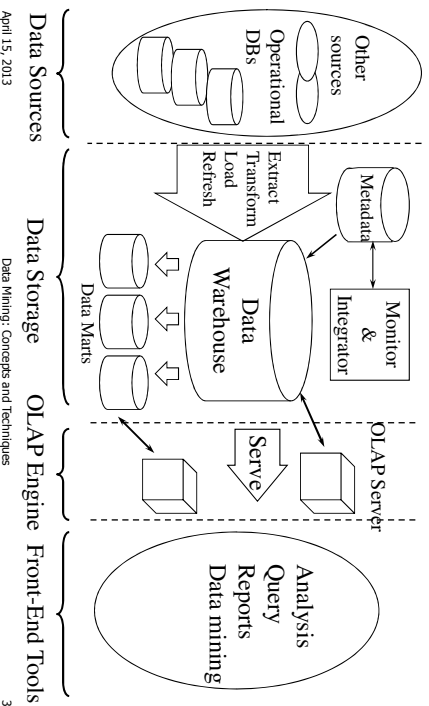 Other
sources
Operational
DBs
Extract
Transform
Load
Refresh
Metadata
Monitor
&
Integrator
Data
Warehouse
Data Marts
OLAP Server
Serve
Analysis
Query
Reports
Data mining
Data Sources
Data Storage
OLAP Engine
Front-End Tools
April 15, 2013
Data Mining: Concepts and Techniques
3